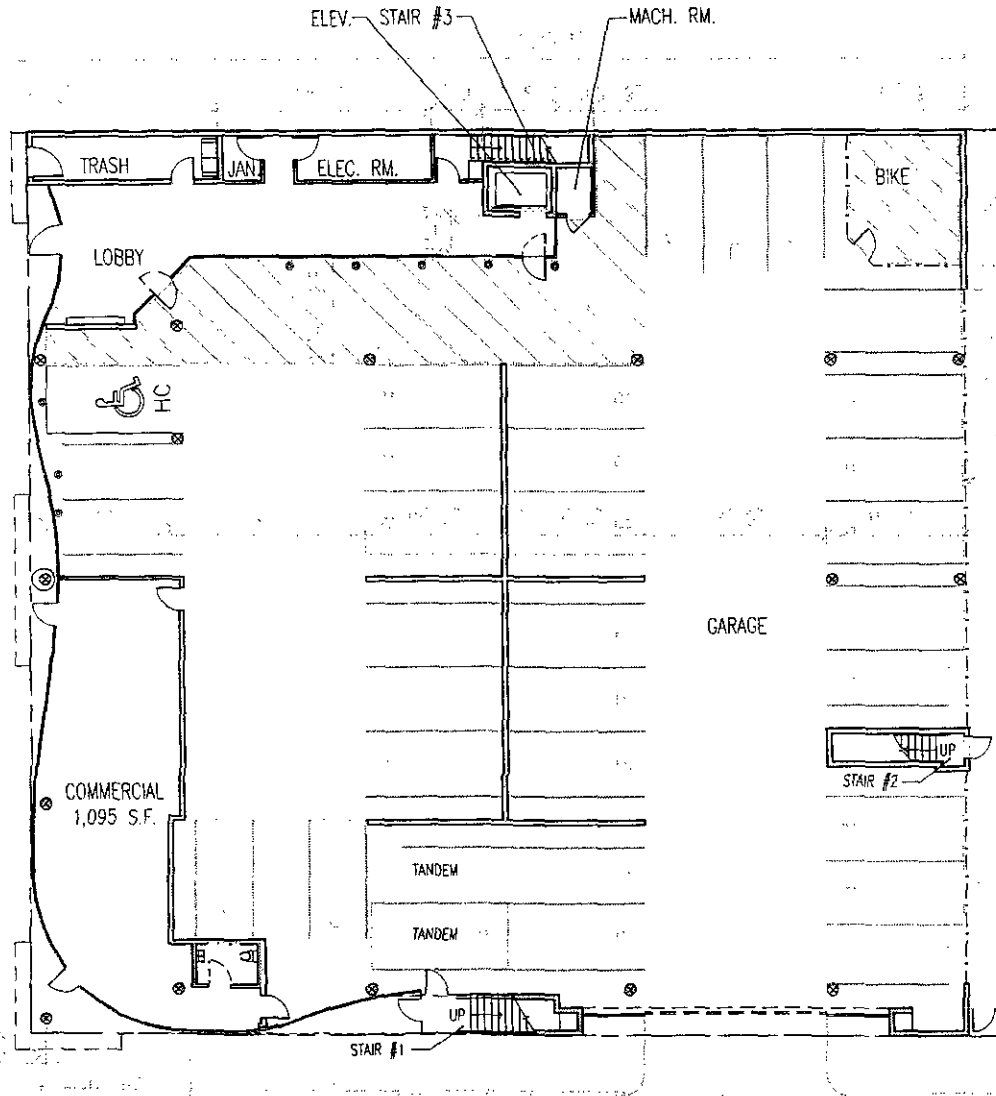 ELEV.
STAIR #3
MACH. RM.
TRASH
JAN.
ELEC. RM.
BIKE
LOBBY
HC
GARAGE
COMMERCIAL
1,095 S.F.
UP
STAIR #2
TANDEM
TANDEM
UP
STAIR #1